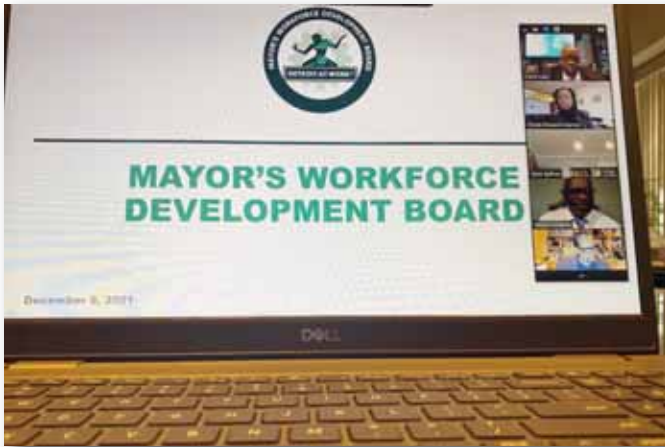 MAYOR'S WORKFORCE DEVELOPMENT BOARD
DETROIT AT WORK
MAYOR'S WORKFORCE
DEVELOPMENT BOARD
December 8, 2021
DELL